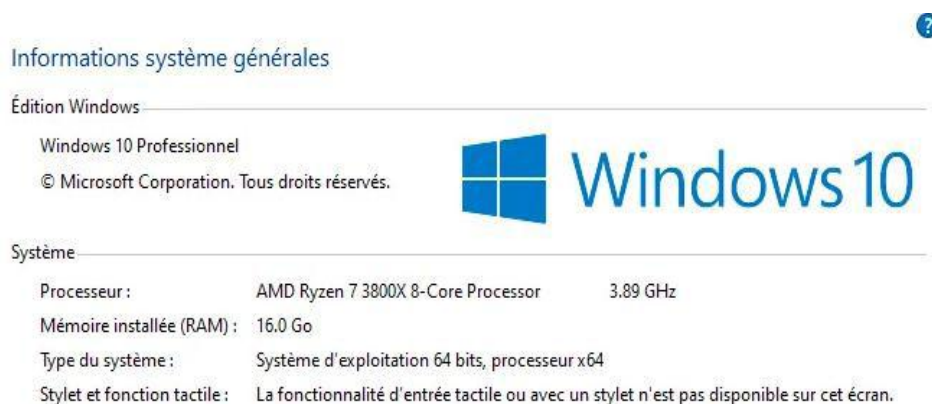 ?
Informations système générales
Édition Windows
Windows 10 Professionnel
© Microsoft Corporation. Tous droits réservés.
Windows 10
Système
Processeur : AMD Ryzen 7 3800X 8-Core Processor 3.89 GHz
Mémoire installée (RAM) : 16.0 Go
Type du système : Système d'exploitation 64 bits, processeur x64
Stylet et fonction tactile : La fonctionnalité d'entrée tactile ou avec un stylet n'est pas disponible sur cet écran.